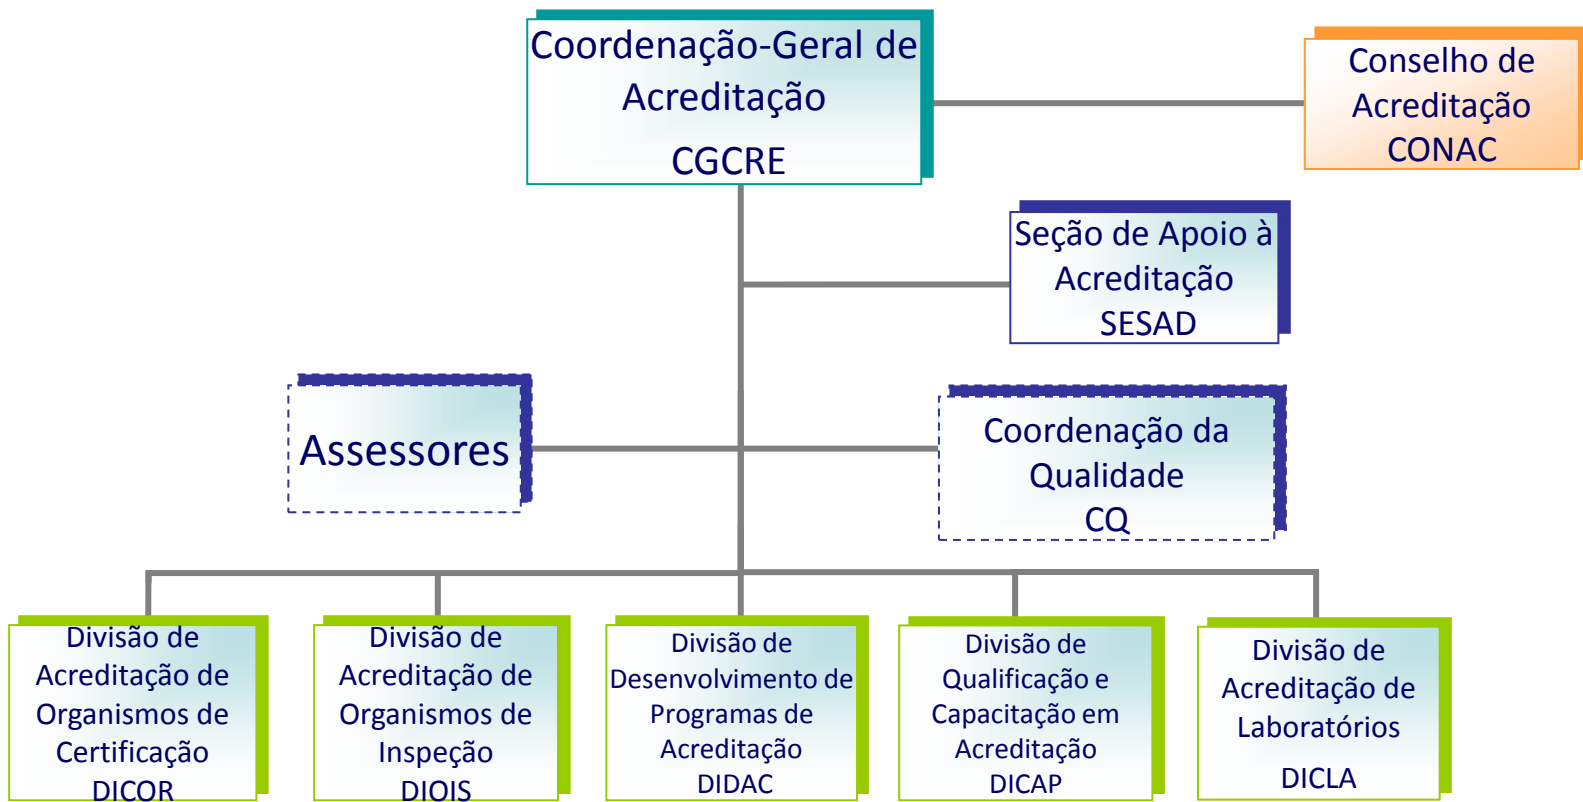 Coordenação-Geral de
Acreditação
CGCRE
Conselho de
Acreditação
CONAC
Seção de Apoio à
Acreditação
SESAD
Assessores
Coordenação da
Qualidade
CQ
Divisão de
Acreditação de
Organismos de
Certificação
DICOR
Divisão de
Acreditação de
Organismos de
Inspeção
DIOIS
Divisão de
Desenvolvimento de
Programas de
Acreditação
DIDAC
Divisão de
Qualificação e
Capacitação em
Acreditação
DICAP
Divisão de
Acreditação de
Laboratórios
DICLA